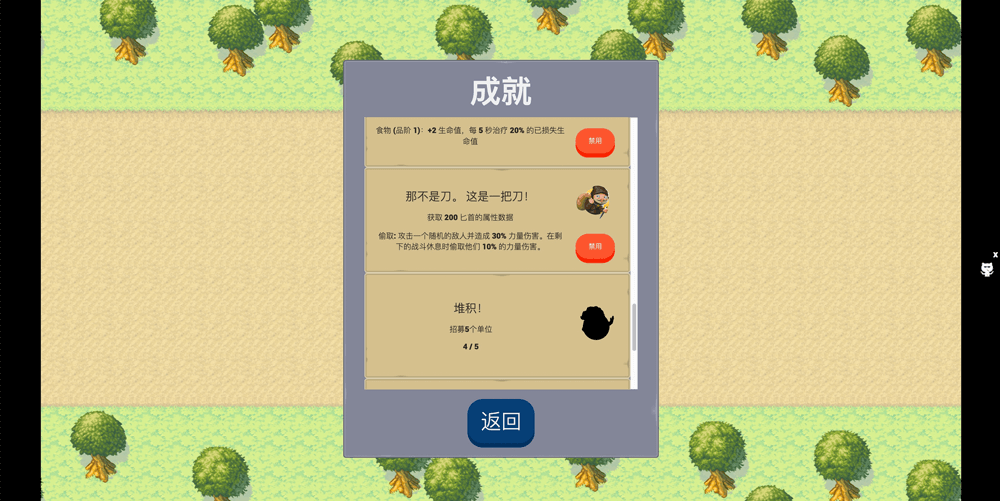 成就
食物 (品阶 1)：+2 生命值，每 5 秒治疗 20% 的已损失生
命值
禁用
那不是刀。 这是一把刀！
获取 200 匕首的属性数据
偷取: 攻击一个随机的敌人并造成 30% 力量伤害。在剩
下的战斗休息时偷取他们 10% 的力量伤害。
禁用
堆积！
招募5个单位
4 / 5
返回
x